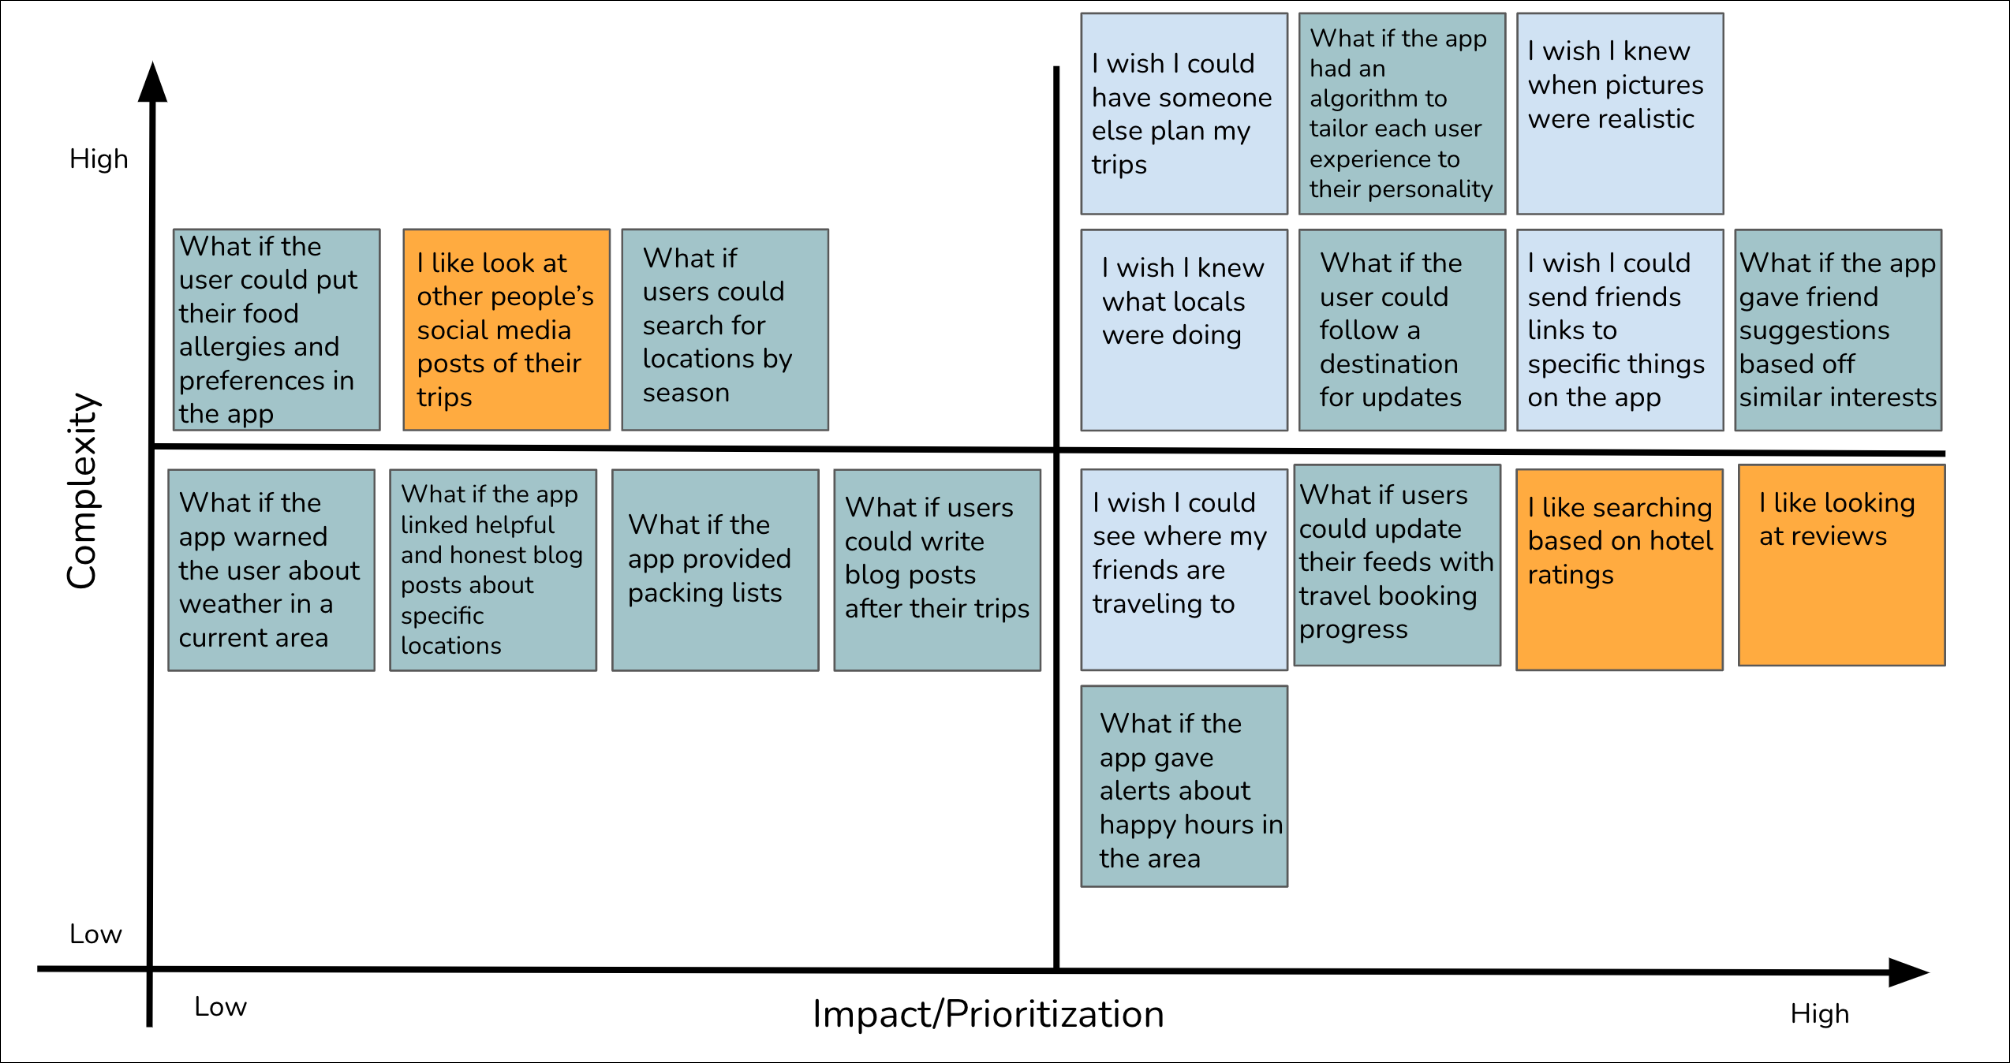 I wish I could
have someone
else plan my
trips
What if the app
had an
algorithm to
tailor each user
experience to
their personality
I wish I knew
when pictures
were realistic
High
What if the
user could put
their food
allergies and
preferences in
the app
I like look at
other people's
social media
posts of their
trips
What if
users could
search for
locations by
season
I wish I knew
what locals
were doing
What if the
user could
follow a
destination
for updates
I wish I could
send friends
links to
specific things
on the app
What if the app
gave friend
suggestions
based off
similar interests
Complexity
What if the
app warned
the user about
weather in a
current area
What if the app
linked helpful
and honest blog
posts about
specific
locations
What if the
app provided
packing lists
What if users
could write
blog posts
after their trips
I wish I could
see where my
friends are
traveling to
What if users
could update
their feeds with
travel booking
progress
I like searching
based on hotel
ratings
I like looking
at reviews
What if the
app gave
alerts about
happy hours in
the area
Low
Low
Impact/Prioritization
High